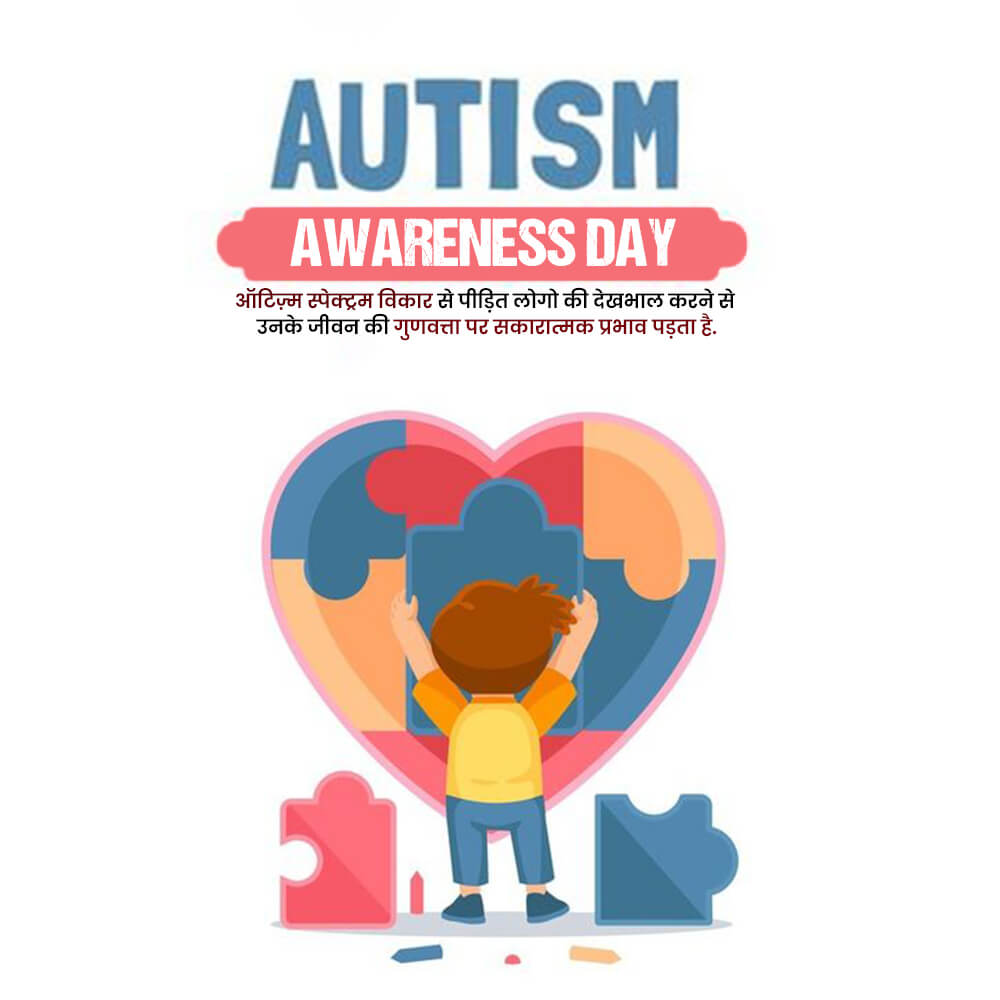 AUTISM
AWARENESS DAY
ऑटिज़्म स्पेक्ट्रम विकार से पीड़ित लोगो की देखभाल करने से
उनके जीवन की गुणवत्ता पर सकारात्मक प्रभाव पड़ता है.